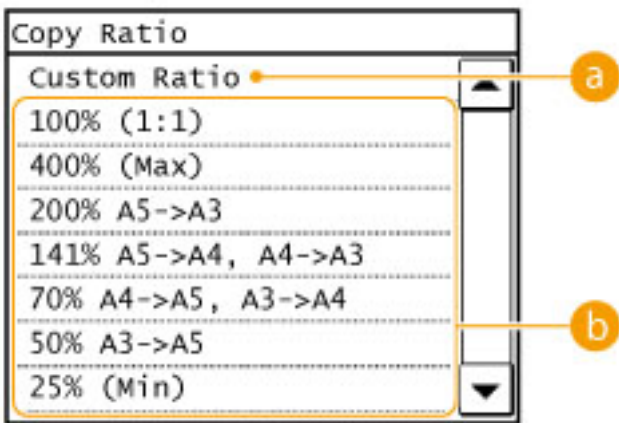 Copy Ratio
Custom Ratio
a
100% (1:1)
400% (Max)
200% A5->A3
141% A5->A4, A4->A3
70% A4->A5, A3->A4
b
50% A3->A5
25% (Min)